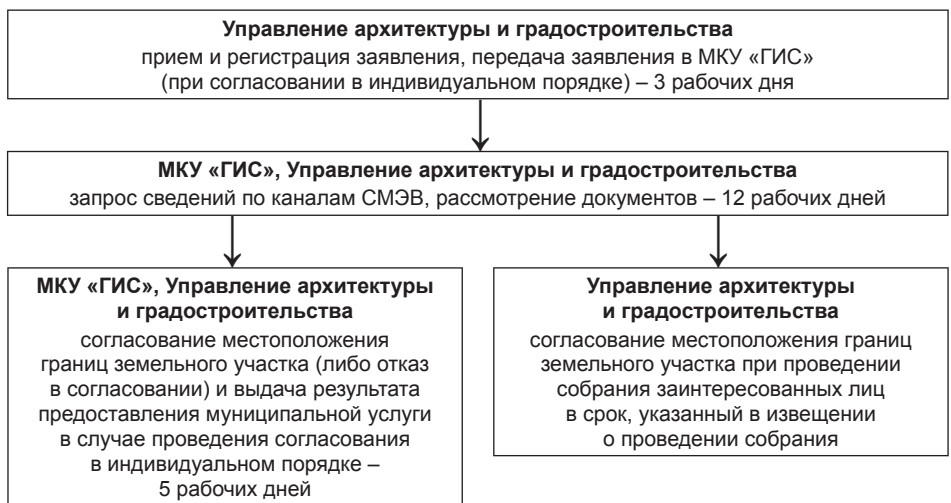 Управление архитектуры и градостроительства
прием и регистрация заявления, передача заявления в МКУ «ГИС»
(при согласовании в индивидуальном порядке) – 3 рабочих дня
МКУ «ГИС», Управление архитектуры и градостроительства
запрос сведений по каналам СМЭВ, рассмотрение документов – 12 рабочих дней
МКУ «ГИС», Управление архитектуры
и градостроительства
согласование местоположения
границ земельного участка (либо отказ
в согласовании) и выдача результата
предоставления муниципальной услуги
в случае проведения согласования
в индивидуальном порядке –
5 рабочих дней
Управление архитектуры
и градостроительства
согласование местоположения границ
земельного участка при проведении
собрания заинтересованных лиц
в срок, указанный в извещении
о проведении собрания